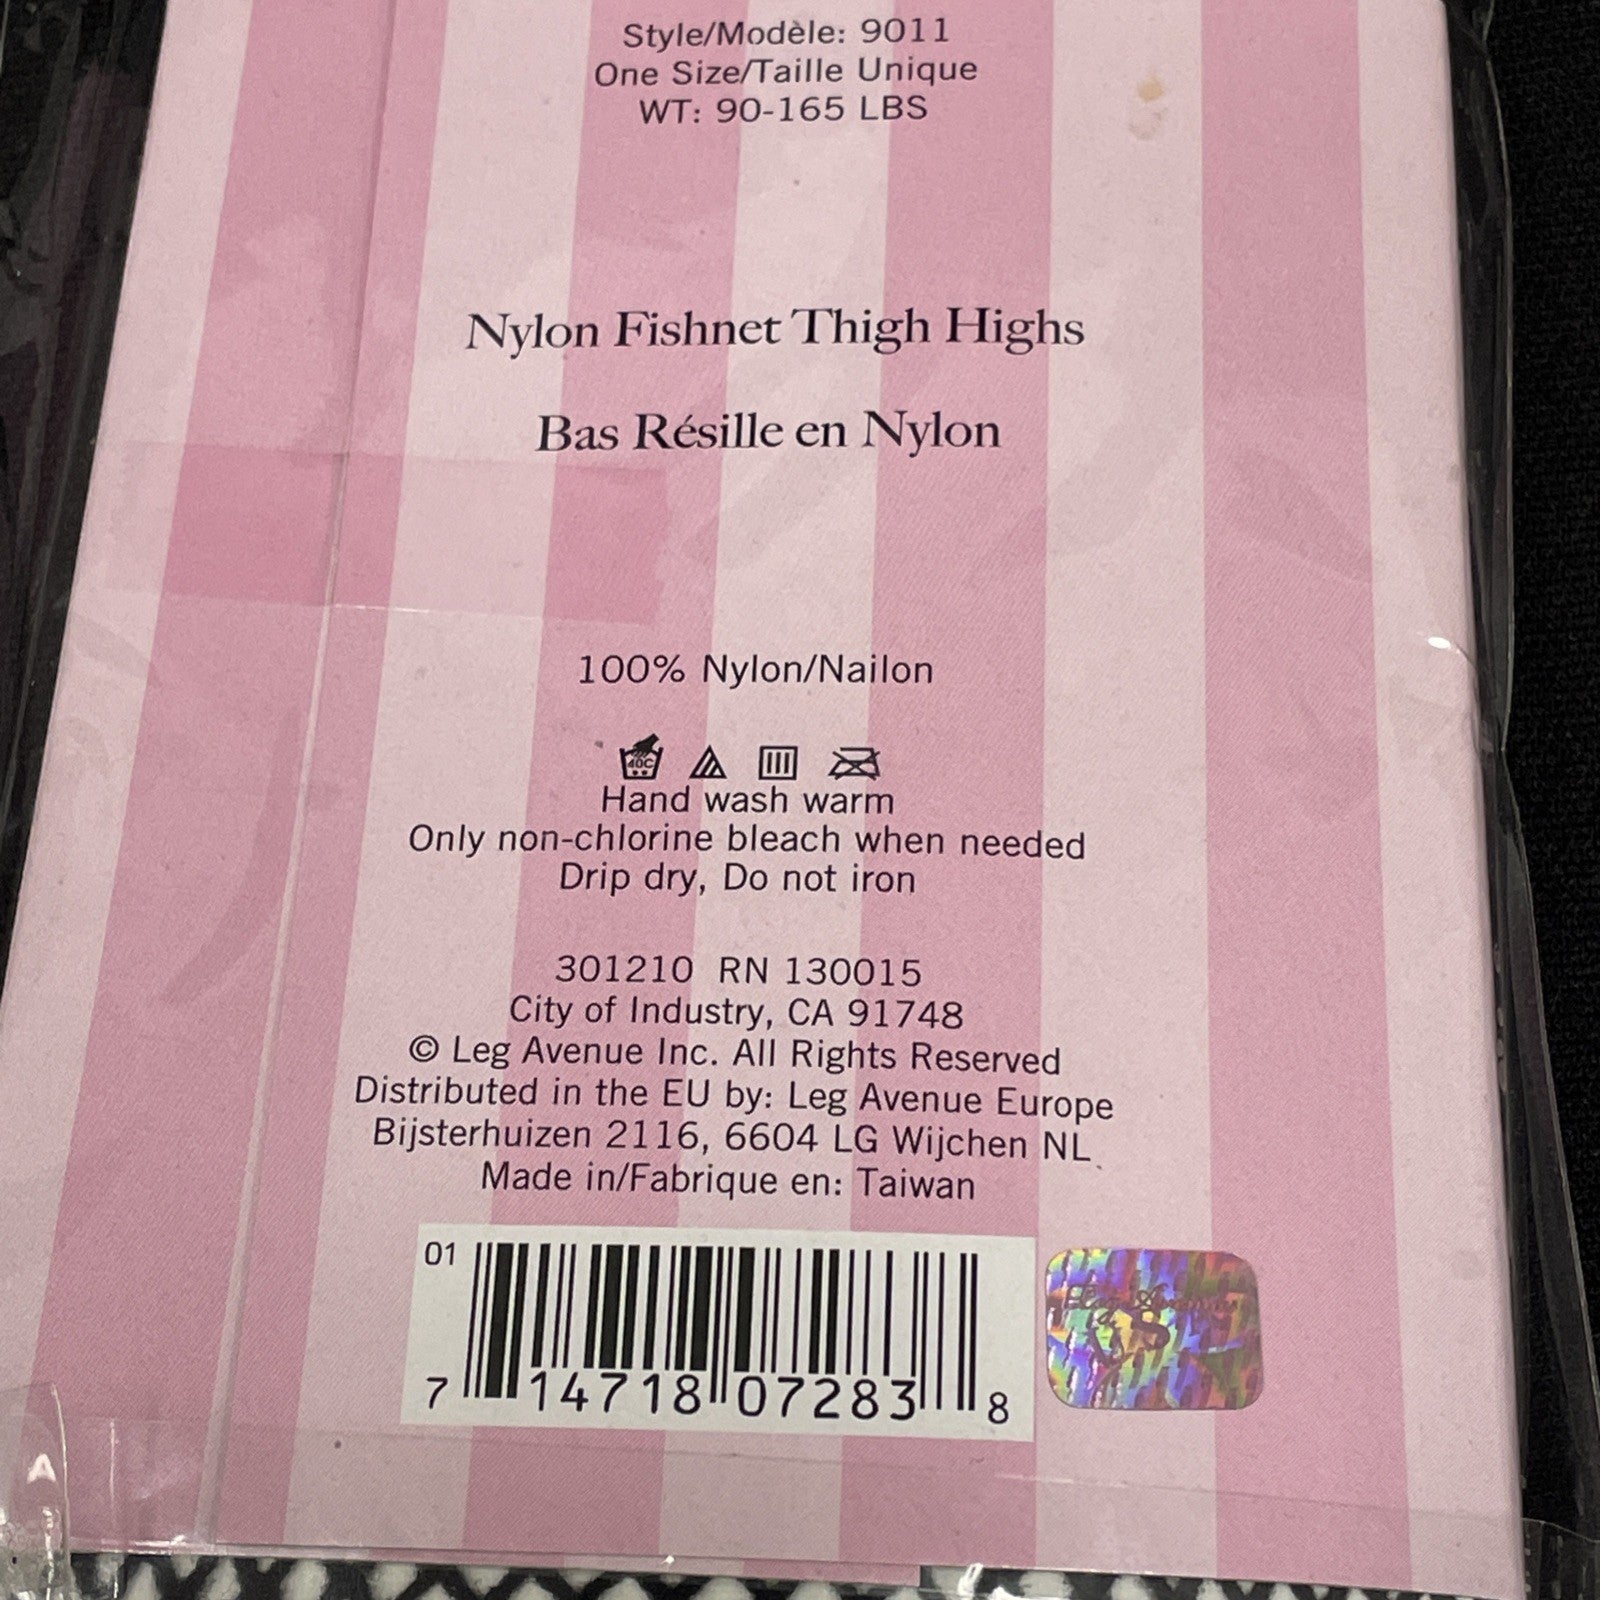 Style/Modèle: 9011
One Size/Taille Unique
WT: 90-165 LBS
Nylon Fishnet Thigh Highs
Bas Résille en Nylon
100% Nylon/Nailon
40C
Hand wash warm
Only non-chlorine bleach when needed
Drip dry, Do not iron
301210 RN 130015
City of Industry, CA 91748
© Leg Avenue Inc. All Rights Reserved
Distributed in the EU by: Leg Avenue Europe
Bijsterhuizen 2116, 6604 LG Wijchen NL
Made in/Fabrique en: Taiwan
01
7 14718 07283 8
Leg Avenue
A